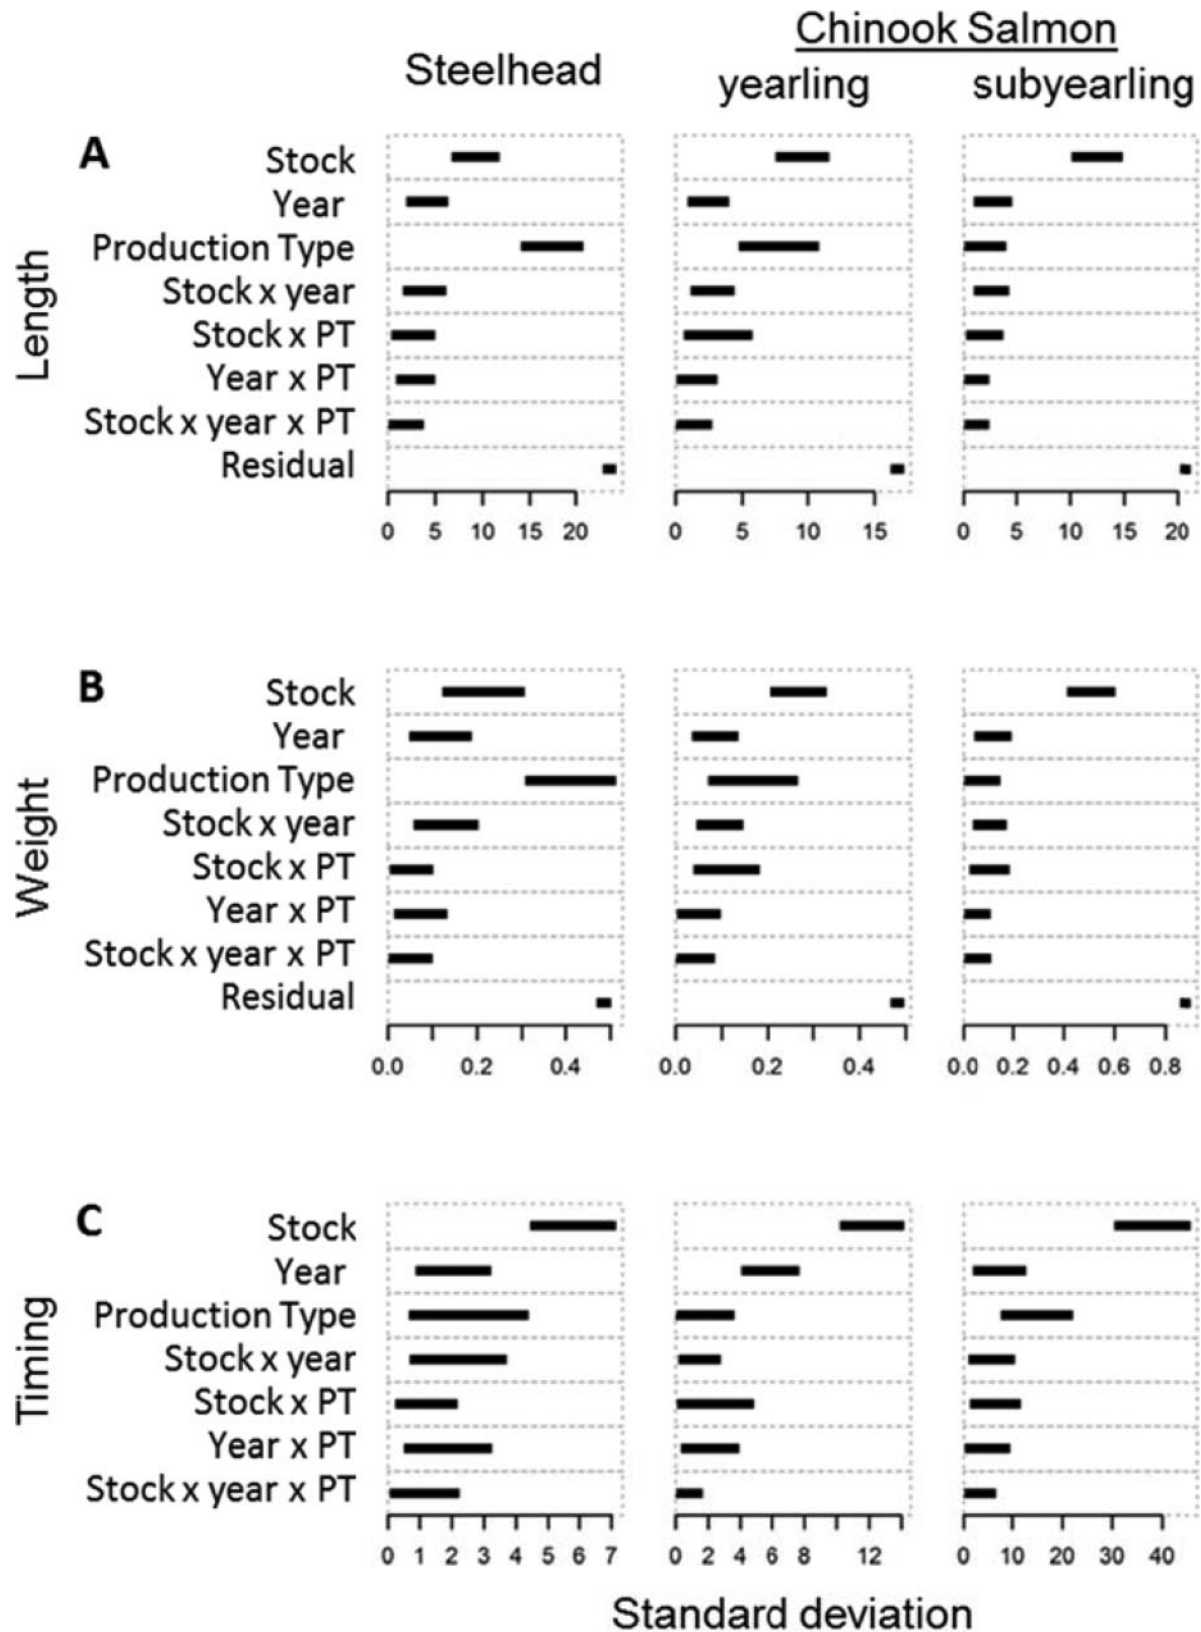 Chinook Salmon
Steelhead yearling subyearling
A
Length
Stock
Year
Production Type
Stock x year
Stock x PT
Year x PT
Stock x year x PT
Residual
0 5 10 15 20 0 5 10 15 0 5 10 15 20
B
Weight
Stock
Year
Production Type
Stock x year
Stock x PT
Year x PT
Stock x year x PT
Residual
0.0 0.2 0.4 0.0 0.2 0.4 0.0 0.2 0.4 0.6 0.8
C
Timing
Stock
Year
Production Type
Stock x year
Stock x PT
Year x PT
Stock x year x PT
0 1 2 3 4 5 6 7 0 2 4 6 8 12 0 10 20 30 40
Standard deviation